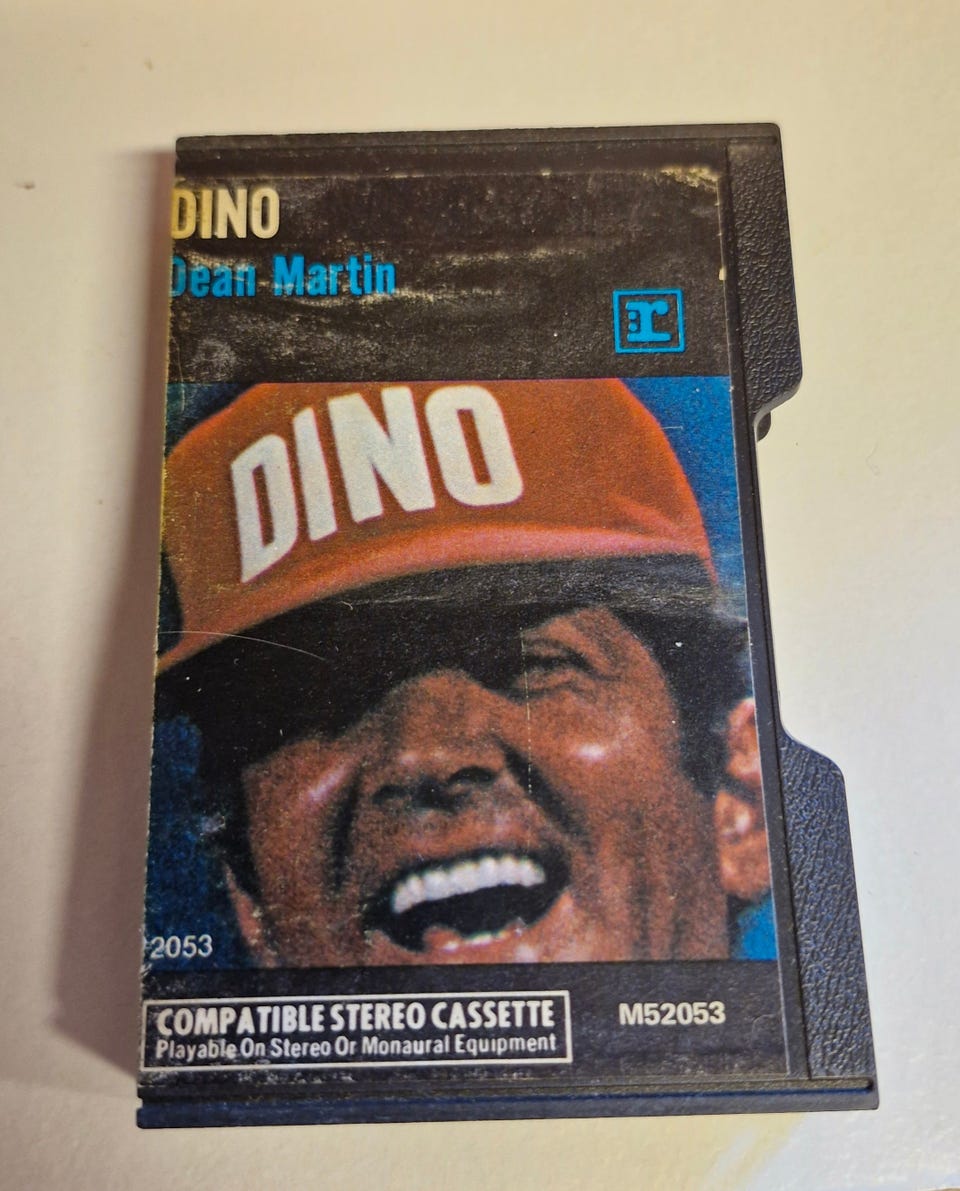 DINO
Dean Martin
r
DINO
2053
COMPATIBLE STEREO CASSETTE
Playable On Stereo Or Monaural Equipment
M52053